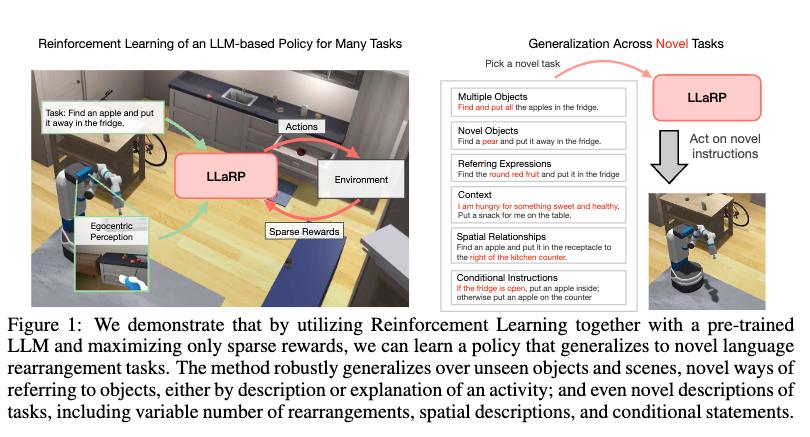 Reinforcement Learning of an LLM-based Policy for Many Tasks
Task: Find an apple and put
it away in the fridge.
Actions
LLaRP
Environment
Egocentric
Perception
Sparse Rewards
Generalization Across Novel Tasks
Pick a novel task
LLaRP
Multiple Objects
Find and put all the apples in the fridge.
Novel Objects
Find a pear and put it away in the fridge.
Referring Expressions
Find the round red fruit and put it in the fridge
Context
I am hungry for something sweet and healthy.
Put a snack for me on the table.
Spatial Relationships
Find an apple and put it in the receptacle to
the right of the kitchen counter.
Conditional Instructions
If the fridge is open, put an apple inside;
otherwise put an apple on the counter
Act on novel
instructions
Figure 1: We demonstrate that by utilizing Reinforcement Learning together with a pre-trained
LLM and maximizing only sparse rewards, we can learn a policy that generalizes to novel language
rearrangement tasks. The method robustly generalizes over unseen objects and scenes, novel ways of
referring to objects, either by description or explanation of an activity; and even novel descriptions of
tasks, including variable number of rearrangements, spatial descriptions, and conditional statements.